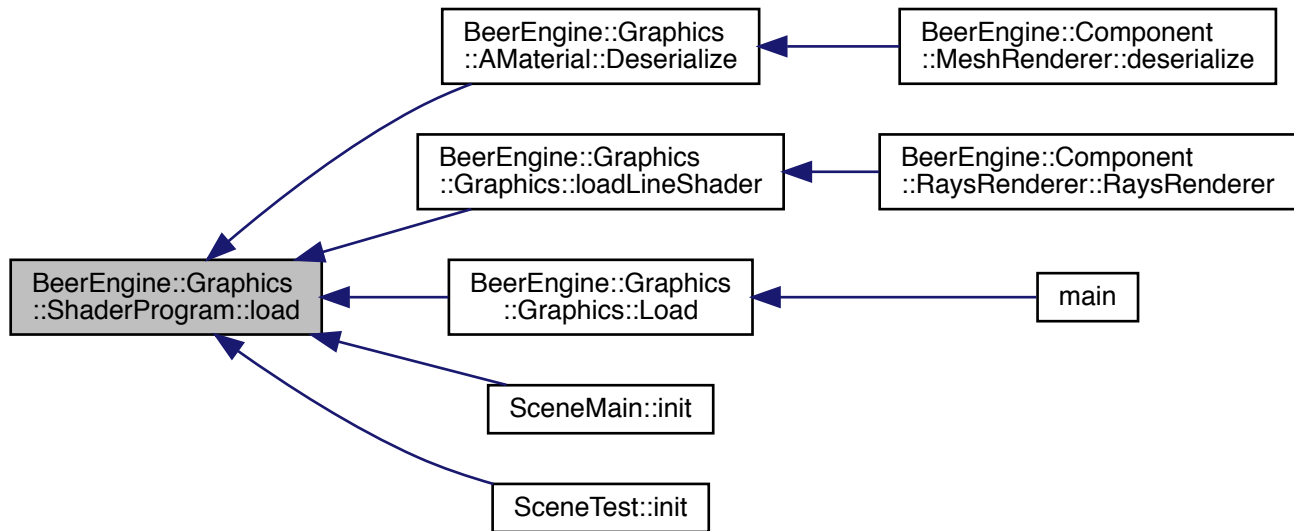 BeerEngine::Graphics
::AMaterial::Deserialize
BeerEngine::Component
::MeshRenderer::deserialize
BeerEngine::Graphics
::Graphics::loadLineShader
BeerEngine::Component
::RaysRenderer::RaysRenderer
BeerEngine::Graphics
::ShaderProgram::load
BeerEngine::Graphics
::Graphics::Load
main
SceneMain::init
SceneTest::init